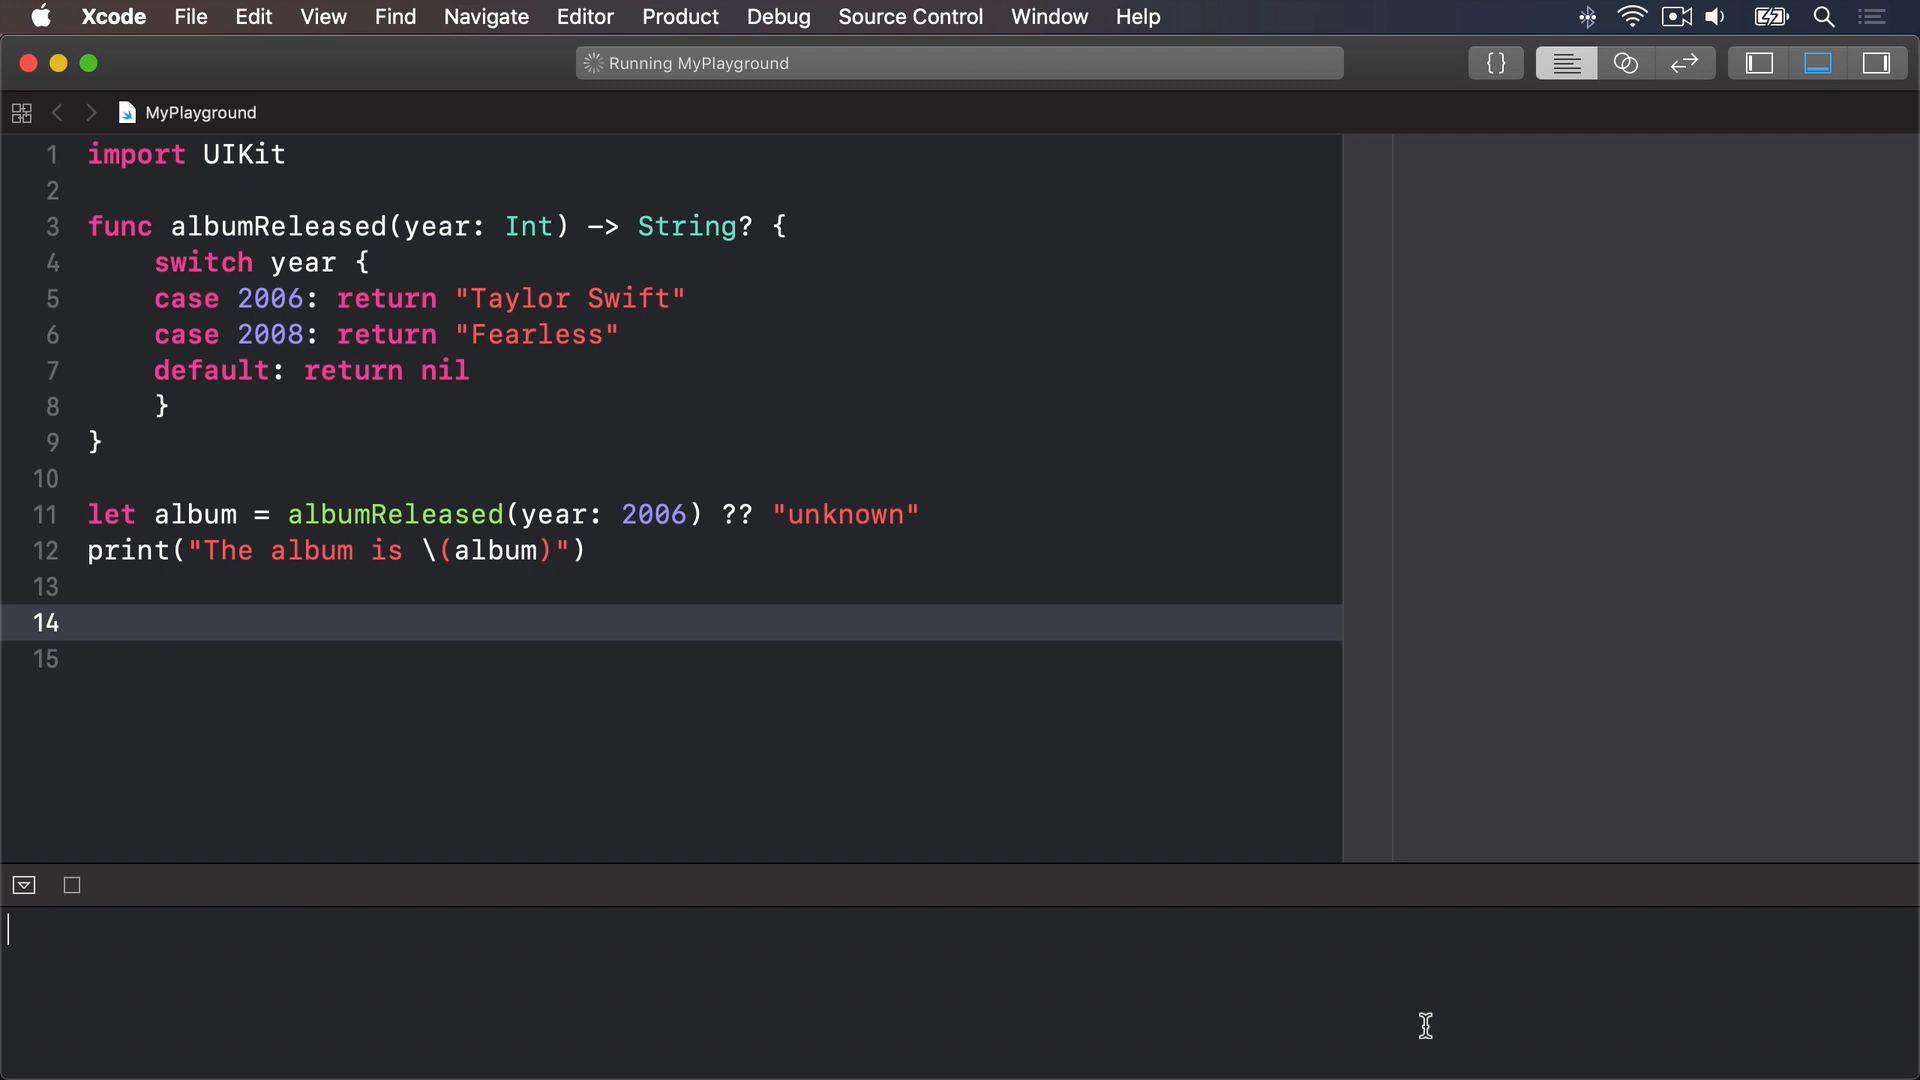 Xcode File Edit View Find Navigate Editor Product Debug Source Control Window Help
Running MyPlayground
{}
MyPlayground
1 import UIKit
2
3 func albumReleased(year: Int) -> String? {
4     switch year {
5     case 2006: return "Taylor Swift"
6     case 2008: return "Fearless"
7     default: return nil
8     }
9 }
10
11 let album = albumReleased(year: 2006) ?? "unknown"
12 print("The album is \(album)")
13
14
15